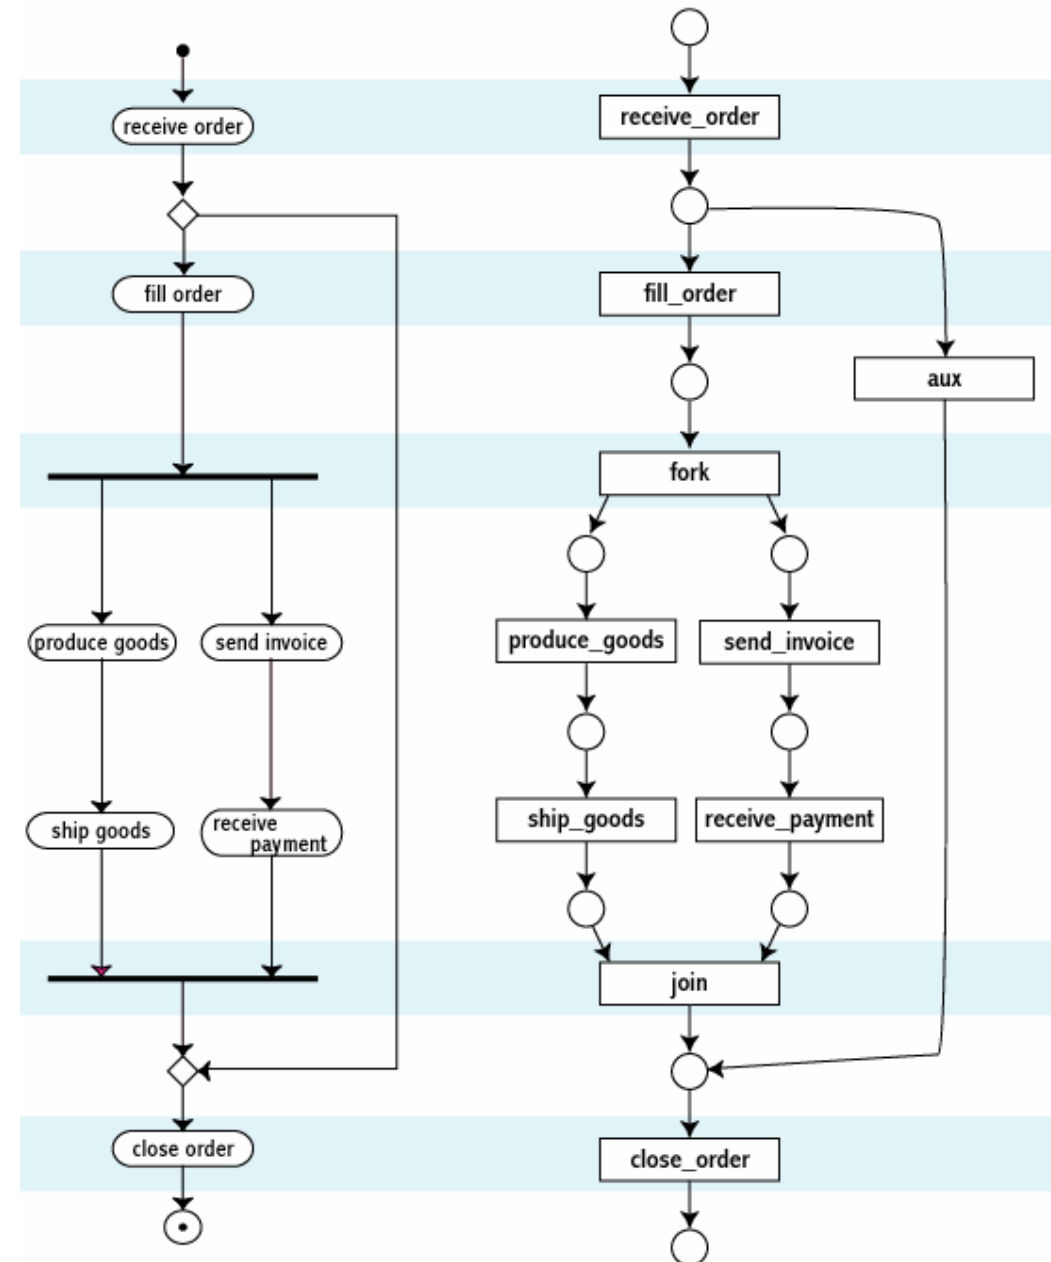 receive order
fill order
produce goods
send invoice
ship goods
receive
payment
close order
receive_order
fill_order
aux
fork
produce_goods
send_invoice
ship_goods
receive_payment
join
close_order